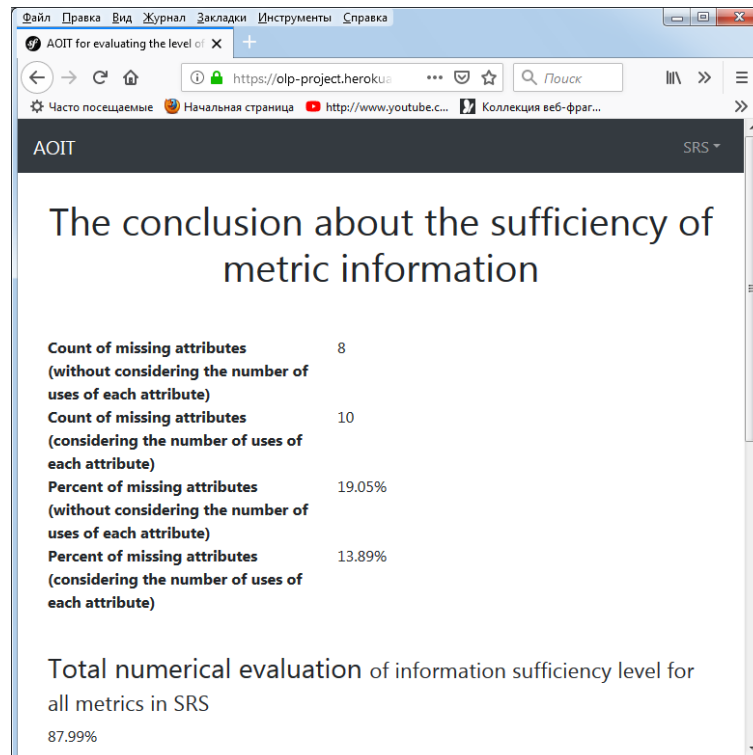 Файл Правка Вид Журнал Закладки Инструменты Справка
AOIT for evaluating the level of
https://olp-project.herokua
Поиск
Часто посещаемые Начальная страница http://www.youtube.c... Коллекция веб-фраг...
AOIT SRS
The conclusion about the sufficiency of
metric information
Count of missing attributes 8
(without considering the number of
uses of each attribute)
Count of missing attributes 10
(considering the number of uses of
each attribute)
Percent of missing attributes 19.05%
(without considering the number of
uses of each attribute)
Percent of missing attributes 13.89%
(considering the number of uses of
each attribute)
Total numerical evaluation of information sufficiency level for
all metrics in SRS
87.99%